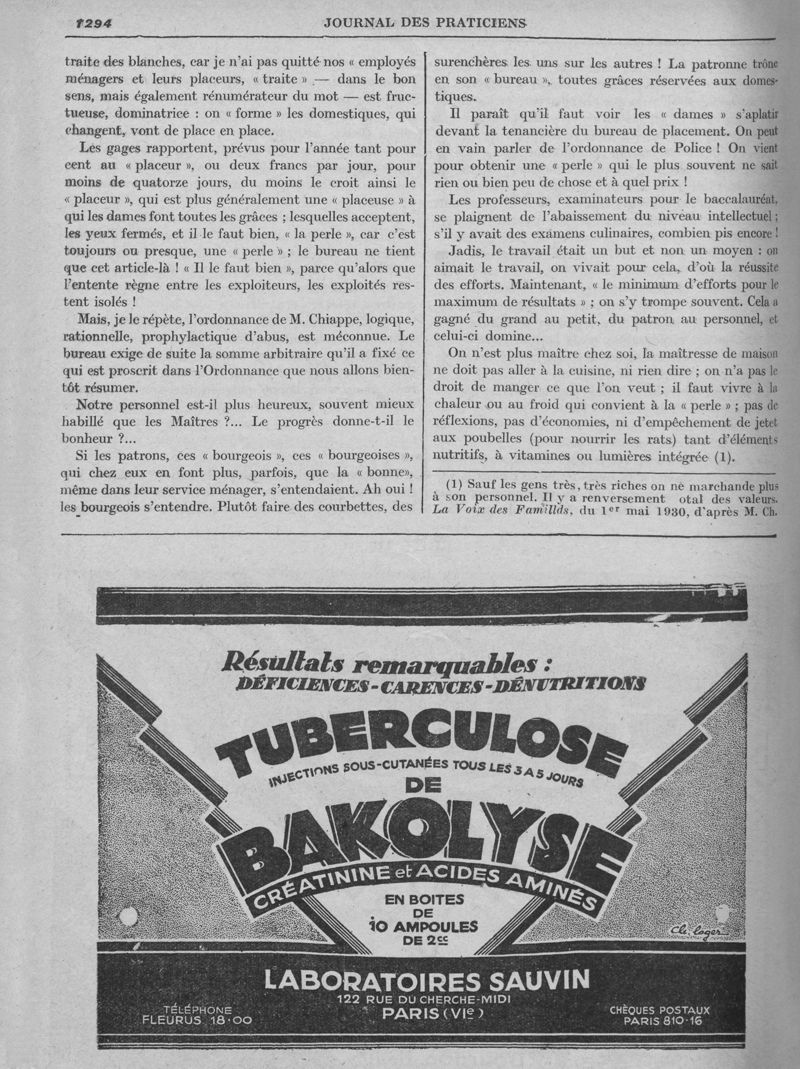 1294
JOURNAL DES PRATICIENS
traite des blanches, car je n'ai pas quitté nos « employés
ménagers et leurs placeurs, « traite » — dans le bon
sens, mais également rénumérateur du mot — est fruc-
tueuse, dominatrice : on « forme » les domestiques, qui
changent, vont de place en place.
Les gages rapportent, prévus pour l'année tant pour
cent au « placeur », ou deux francs par jour, pour
moins de quatorze jours, du moins le croit ainsi le
« placeur », qui est plus généralement une « placeuse » à
qui les dames font toutes les grâces ; lesquelles acceptent,
les yeux fermés, et il le faut bien, « la perle », car c'est
toujours ou presque, une « perle » ; le bureau ne tient
que cet article-là ! « Il le faut bien », parce qu'alors que
l'entente règne entre les exploiteurs, les exploités res-
tent isolés !
Mais, je le répète, l'ordonnance de M. Chiappe, logique,
rationnelle, prophylactique d'abus, est méconnue. Le
bureau exige de suite la somme arbitraire qu'il a fixé ce
qui est proscrit dans l'Ordonnance que nous allons bien-
tôt résumer.
Notre personnel est-il plus heureux, souvent mieux
habillé que les Maîtres ?... Le progrès donne-t-il le
bonheur ?...
Si les patrons, ces « bourgeois », ces « bourgeoises »,
qui chez eux en font plus, parfois, que la « bonne»,
même dans leur service ménager, s'entendaient. Ah oui !
les bourgeois s'entendre. Plutôt faire des courbettes, des
surenchères les uns sur les autres ! La patronne trône
en son « bureau », toutes grâces réservées aux domes-
tiques.
Il paraît qu'il faut voir les « dames » s'aplatir
devant la tenancière du bureau de placement. On peut
en vain parler de l'ordonnance de Police ! On vient
pour obtenir une « perle » qui le plus souvent ne sait
rien ou bien peu de chose et à quel prix !
Les professeurs, examinateurs pour le baccalauréat,
se plaignent de l'abaissement du niveau intellectuel ;
s'il y avait des examens culinaires, combien pis encore !
Jadis, le travail était un but et non un moyen : on
aimait le travail, on vivait pour cela, d'où la réussite
des efforts. Maintenant, « le minimum d'efforts pour le
maximum de résultats » ; on s'y trompe souvent. Cela a
gagné du grand au petit, du patron au personnel, et
celui-ci domine...
On n'est plus maître chez soi, la maîtresse de maison
ne doit pas aller à la cuisine, ni rien dire ; on n'a pas le
droit de manger ce que l'on veut ; il faut vivre à la
chaleur ou au froid qui convient à la « perle » ; pas de
réflexions, pas d'économies, ni d'empêchement de jeter
aux poubelles (pour nourrir les rats) tant d'éléments
nutritifs, à vitamines ou lumières intégrée (1).
(1) Sauf les gens très, très riches on ne marchande plus
à son personnel. Il y a renversement otal des valeurs.
La Voix des Famillds, du 1er mai 1930, d'après M. Ch.
Résultats remarquables :
DÉFICIENCES-CARENCES-DÉNUTRITIONS
TUBERCULOSE
INJECTIONS SOUS-CUTANÉES TOUS LES 3 A 5 JOURS
DE
BAKOLYSE
CRÉATININE et ACIDES AMINÉS
EN BOITES
DE
10 AMPOULES
DE 2cc
Ch. Loger
LABORATOIRES SAUVIN
122 RUE DU CHERCHE-MIDI
PARIS (VIe)
TÉLÉPHONE
FLEURUS 18-00
CHÈQUES POSTAUX
PARIS 810-16